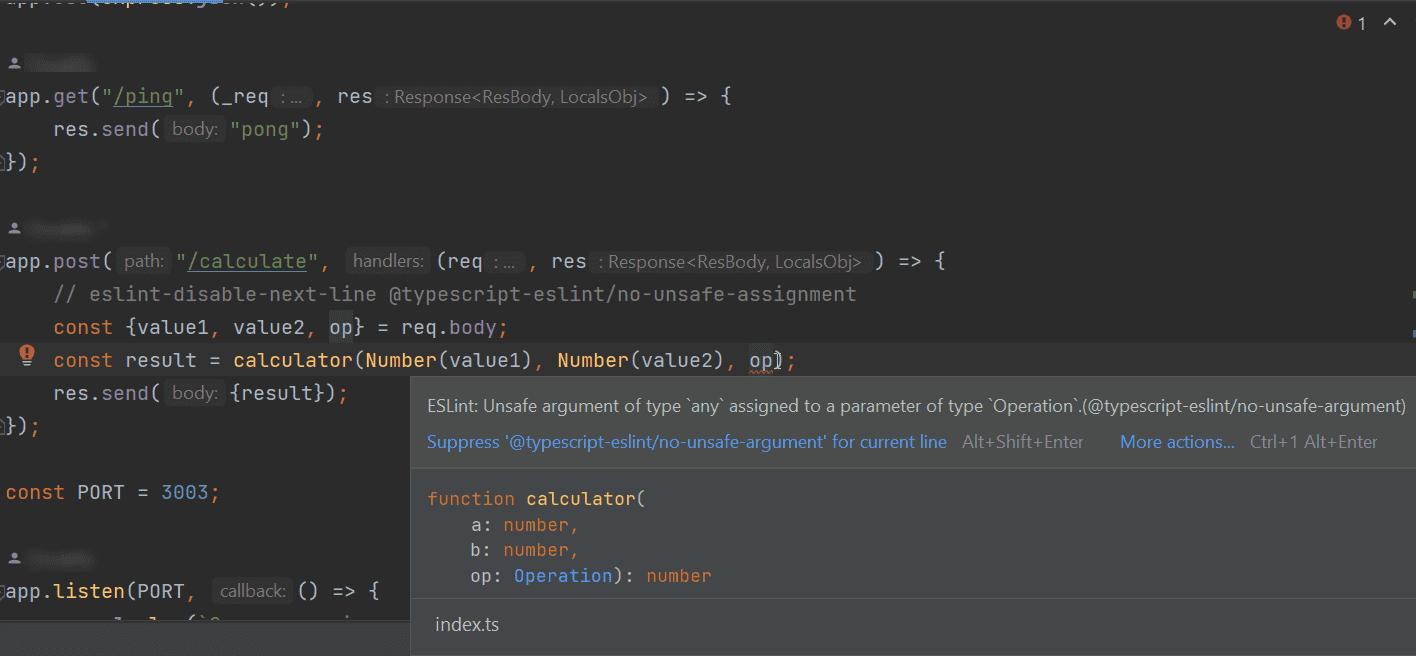 1
app.get("/ping", (_req : ... , res : Response<ResBody, LocalsObj> ) => {
res.send( body: "pong");
});
app.post( path: "/calculate", handlers: (req : ... , res : Response<ResBody, LocalsObj> ) => {
// eslint-disable-next-line @typescript-eslint/no-unsafe-assignment
const {value1, value2, op} = req.body;
const result = calculator(Number(value1), Number(value2), op);
res.send( body: {result});
});
ESLint: Unsafe argument of type `any` assigned to a parameter of type `Operation`.(@typescript-eslint/no-unsafe-argument)
Suppress '@typescript-eslint/no-unsafe-argument' for current line Alt+Shift+Enter More actions... Ctrl+1 Alt+Enter
function calculator(
a: number,
b: number,
op: Operation): number
index.ts
const PORT = 3003;
app.listen(PORT, callback: () => {